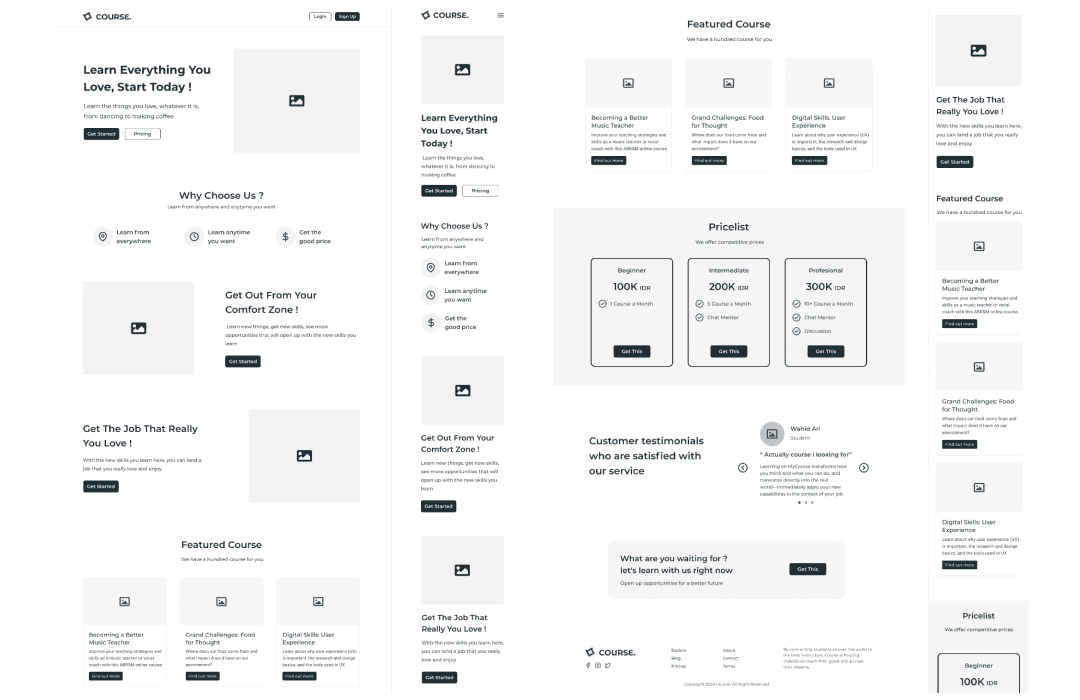 COURSE.
Login
Sign Up
Learn Everything You
Love, Start Today !
Learn the things you love, whatever it is,
from dancing to making coffee
Get Started
Pricing
Why Choose Us ?
Learn from anywhere and anytyme you want
Learn from
everywhere
Learn anytime
you want
Get the
good price
Get Out From Your
Comfort Zone !
Learn new things, get new skills, see more
opportunities that will open up with the new skills you
learn
Get Started
Get The Job That Really
You Love !
With the new skills you learn here, you can land a
job that you really love and enjoy
Get Started
Featured Course
We have a hundred course for you
Becoming a Better
Music Teacher
Improve your teaching strategies and
skills as a music teacher or vocal
coach with this ABRSM online course
Find out more
Grand Challenges: Food
for Thought
Where does our food come from and
what impact does it have on our
environment?
Find out more
Digital Skills: User
Experience
Learn about why user experience (UX)
is important, the research and design
basics, and the tools used in UX
Find out more
COURSE.
Learn Everything
You Love, Start
Today !
Learn the things you love,
whatever it is, from dancing to
making coffee
Get Started
Pricing
Why Choose Us ?
Learn from anywhere and
anytyme you want
Learn from
everywhere
Learn anytime
you want
Get the
good price
Get Out From Your
Comfort Zone !
Learn new things, get new skills,
see more opportunities that will
open up with the new skills you
learn
Get Started
Get The Job That
Really You Love !
With the new skills you learn here,
you can land a job that you really
love and enjoy
Get Started
Featured Course
We have a hundred course for you
Becoming a Better
Music Teacher
Improve your teaching strategies and
skills as a music teacher or vocal
coach with this ABRSM online course
Find out more
Grand Challenges: Food
for Thought
Where does our food come from and
what impact does it have on our
environment?
Find out more
Digital Skills: User
Experience
Learn about why user experience (UX)
is important, the research and design
basics, and the tools used in UX
Find out more
Pricelist
We offer competitive prices
Beginner
100K IDR
1 Course a Month
Get This
Intermediate
200K IDR
5 Course a Month
Chat Mentor
Get This
Profesional
300K IDR
10+ Course a Month
Chat Mentor
Discussion
Get This
Customer testimonials
who are satisfied with
our service
Wahid Ari
Student
" Actually course i looking for"
Learning on MyCourse transforms how
you think and what you can do, and
translates directly into the real
world—immediately apply your new
capabilities in the context of your job
What are you waiting for ?
let's learn with us right now
Open up opportunities for a better future
Get This
COURSE.
Explore
Blog
Pricing
About
Contact
Terms
By connecting students all over the world to
the best instructors, Course is helping
individuals reach their goals and pursue
their dreams
Copyright 2020 Course. All Right Reserved
Get The Job That
Really You Love !
With the new skills you learn here,
you can land a job that you really
love and enjoy
Get Started
Featured Course
We have a hundred course for you
Becoming a Better
Music Teacher
Improve your teaching strategies and
skills as a music teacher or vocal
coach with this ABRSM online course
Find out more
Grand Challenges: Food
for Thought
Where does our food come from and
what impact does it have on our
environment?
Find out more
Digital Skills: User
Experience
Learn about why user experience (UX)
is important, the research and design
basics, and the tools used in UX
Find out more
Pricelist
We offer competitive prices
Beginner
100K IDR